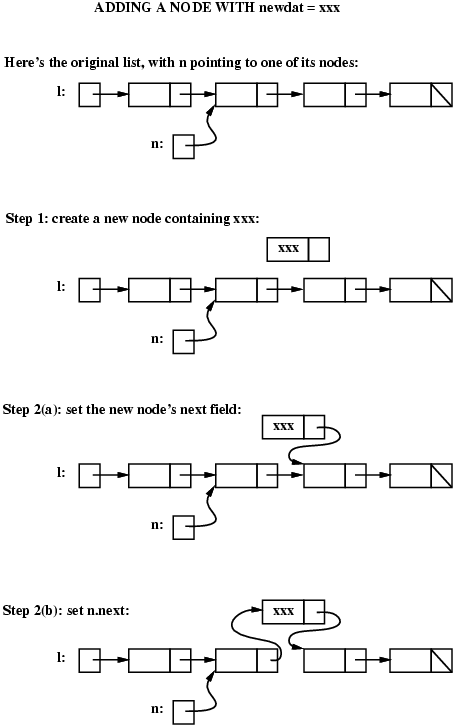 ADDING A NODE WITH newdat = xxx
Here's the original list, with n pointing to one of its nodes:
l:
n:
Step 1: create a new node containing xxx:
xxx
l:
n:
Step 2(a): set the new node's next field:
xxx
l:
n:
Step 2(b): set n.next:
xxx
l:
n: